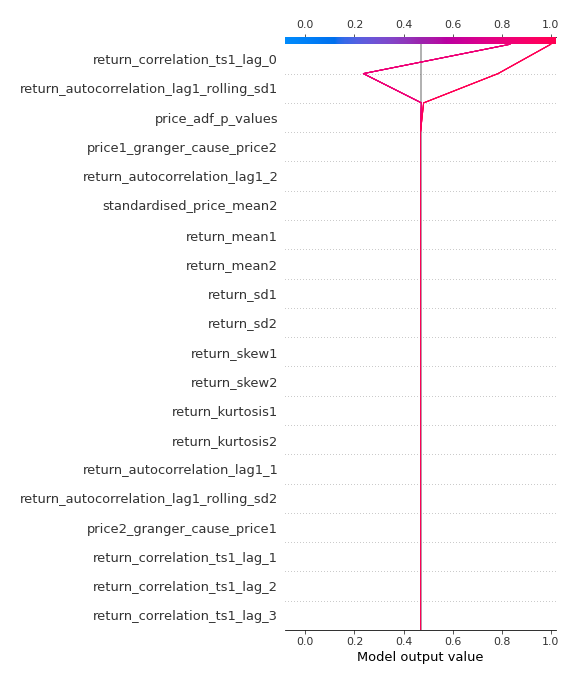 0.0 0.2 0.4 0.6 0.8 1.0
return_correlation_ts1_lag_0
return_autocorrelation_lag1_rolling_sd1
price_adf_p_values
price1_granger_cause_price2
return_autocorrelation_lag1_2
standardised_price_mean2
return_mean1
return_mean2
return_sd1
return_sd2
return_skew1
return_skew2
return_kurtosis1
return_kurtosis2
return_autocorrelation_lag1_1
return_autocorrelation_lag1_rolling_sd2
price2_granger_cause_price1
return_correlation_ts1_lag_1
return_correlation_ts1_lag_2
return_correlation_ts1_lag_3
0.0 0.2 0.4 0.6 0.8 1.0
Model output value